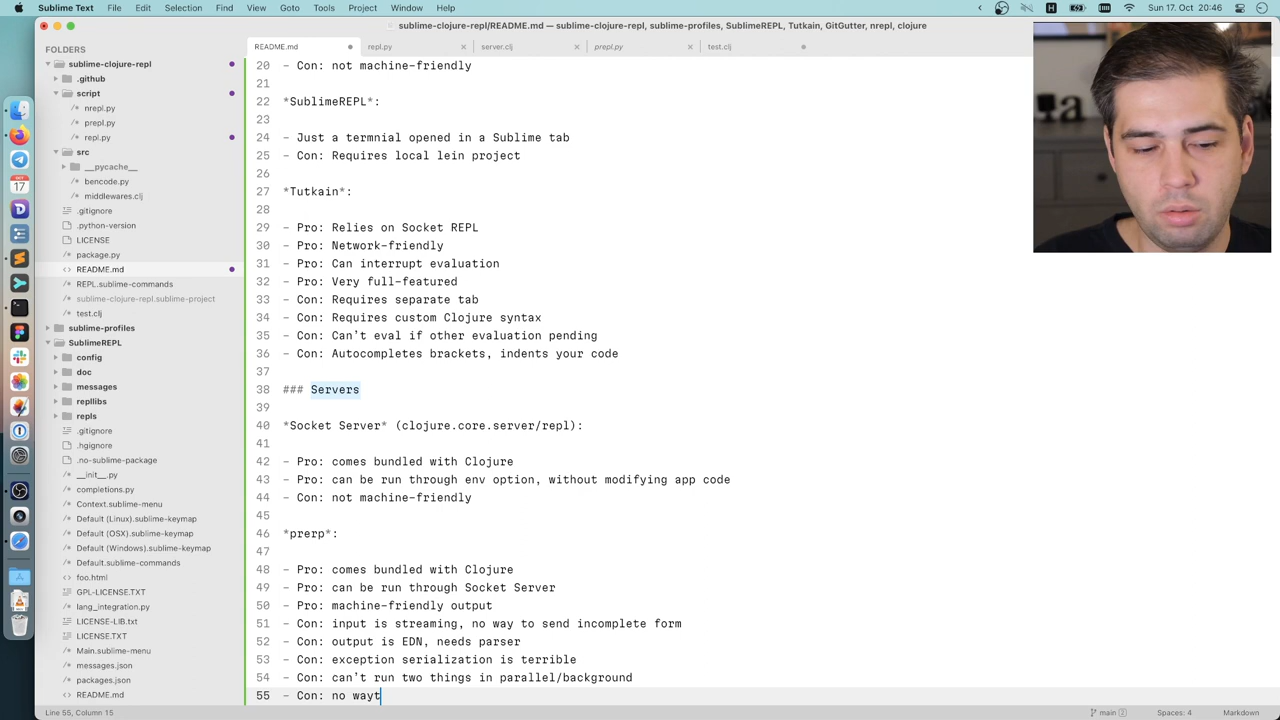 Sublime Text File Edit Selection Find View Goto Tools Project Window Help Sun 17. Oct 20:46
sublime-clojure-repl/README.md — sublime-clojure-repl, sublime-profiles, SublimeREPL, Tutkain, GitGutter, nrepl, clojure
README.md repl.py server.clj prepl.py test.clj
FOLDERS
sublime-clojure-repl
.github
script
nrepl.py
prepl.py
repl.py
src
__pycache__
bencode.py
middlewares.clj
.gitignore
.python-version
LICENSE
package.py
README.md
REPL.sublime-commands
sublime-clojure-repl.sublime-project
test.clj
sublime-profiles
SublimeREPL
config
doc
messages
repllibs
repls
.gitignore
.hgignore
.no-sublime-package
__init__.py
completions.py
Context.sublime-menu
Default (Linux).sublime-keymap
Default (OSX).sublime-keymap
Default (Windows).sublime-keymap
Default.sublime-commands
foo.html
GPL-LICENSE.TXT
lang_integration.py
LICENSE-LIB.txt
LICENSE.TXT
Main.sublime-menu
messages.json
packages.json
README.md
20 - Con: not machine-friendly
21
22 *SublimeREPL*:
23
24 - Just a termnial opened in a Sublime tab
25 - Con: Requires local lein project
26
27 *Tutkain*:
28
29 - Pro: Relies on Socket REPL
30 - Pro: Network-friendly
31 - Pro: Can interrupt evaluation
32 - Pro: Very full-featured
33 - Con: Requires separate tab
34 - Con: Requires custom Clojure syntax
35 - Con: Can’t eval if other evaluation pending
36 - Con: Autocompletes brackets, indents your code
37
38 ### Servers
39
40 *Socket Server* (clojure.core.server/repl):
41
42 - Pro: comes bundled with Clojure
43 - Pro: can be run through env option, without modifying app code
44 - Con: not machine-friendly
45
46 *prerp*:
47
48 - Pro: comes bundled with Clojure
49 - Pro: can be run through Socket Server
50 - Pro: machine-friendly output
51 - Con: input is streaming, no way to send incomplete form
52 - Con: output is EDN, needs parser
53 - Con: exception serialization is terrible
54 - Con: can’t run two things in parallel/background
55 - Con: no wayt
Line 55, Column 15 main 2 Spaces: 4 Markdown